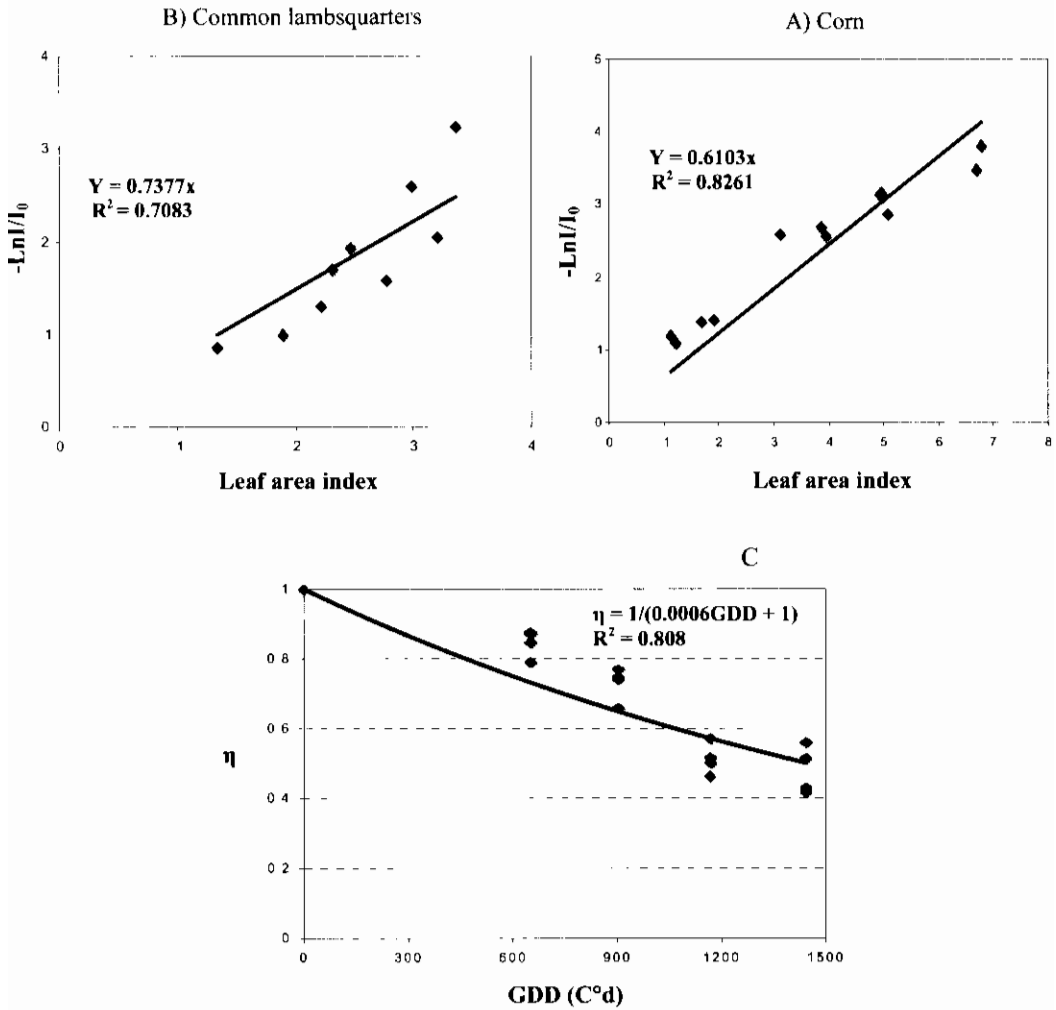 B) Common lambsquarters
4
3
2
1
0
0
1
2
3
4
-LnI/I₀
Y = 0.7377x
R² = 0.7083
Leaf area index
A) Corn
5
4
3
2
1
0
0
1
2
3
4
5
6
7
8
-LnI/I₀
Y = 0.6103x
R² = 0.8261
Leaf area index
C
1
0 8
0 6
0 4
0 2
0
0
300
600
900
1200
1500
η
η = 1/(0.0006GDD + 1)
R² = 0.808
GDD (C°d)